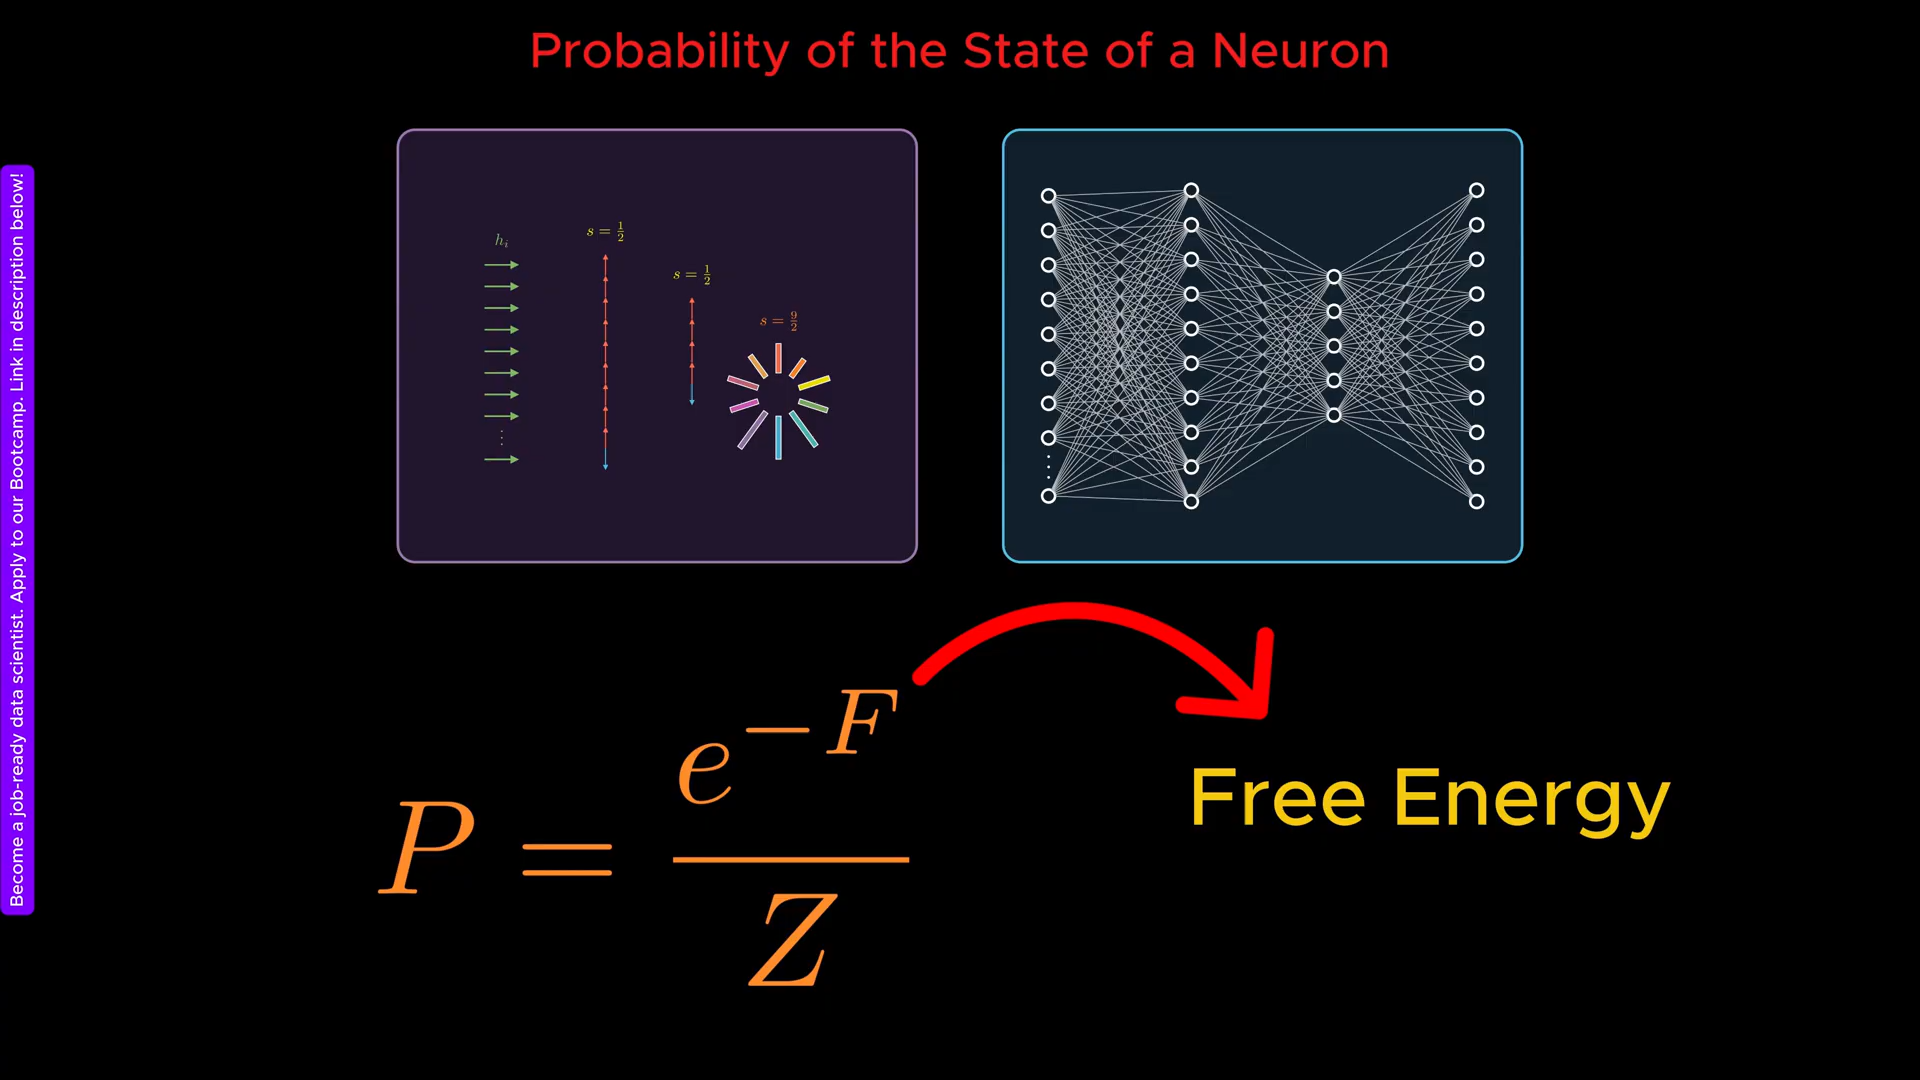 Probability of the State of a Neuron
h_i
s = 1/2
s = 1/2
s = 9/2
P = e^{-F} / Z
Free Energy
Become a job-ready data scientist. Apply to our Bootcamp. Link in description below!